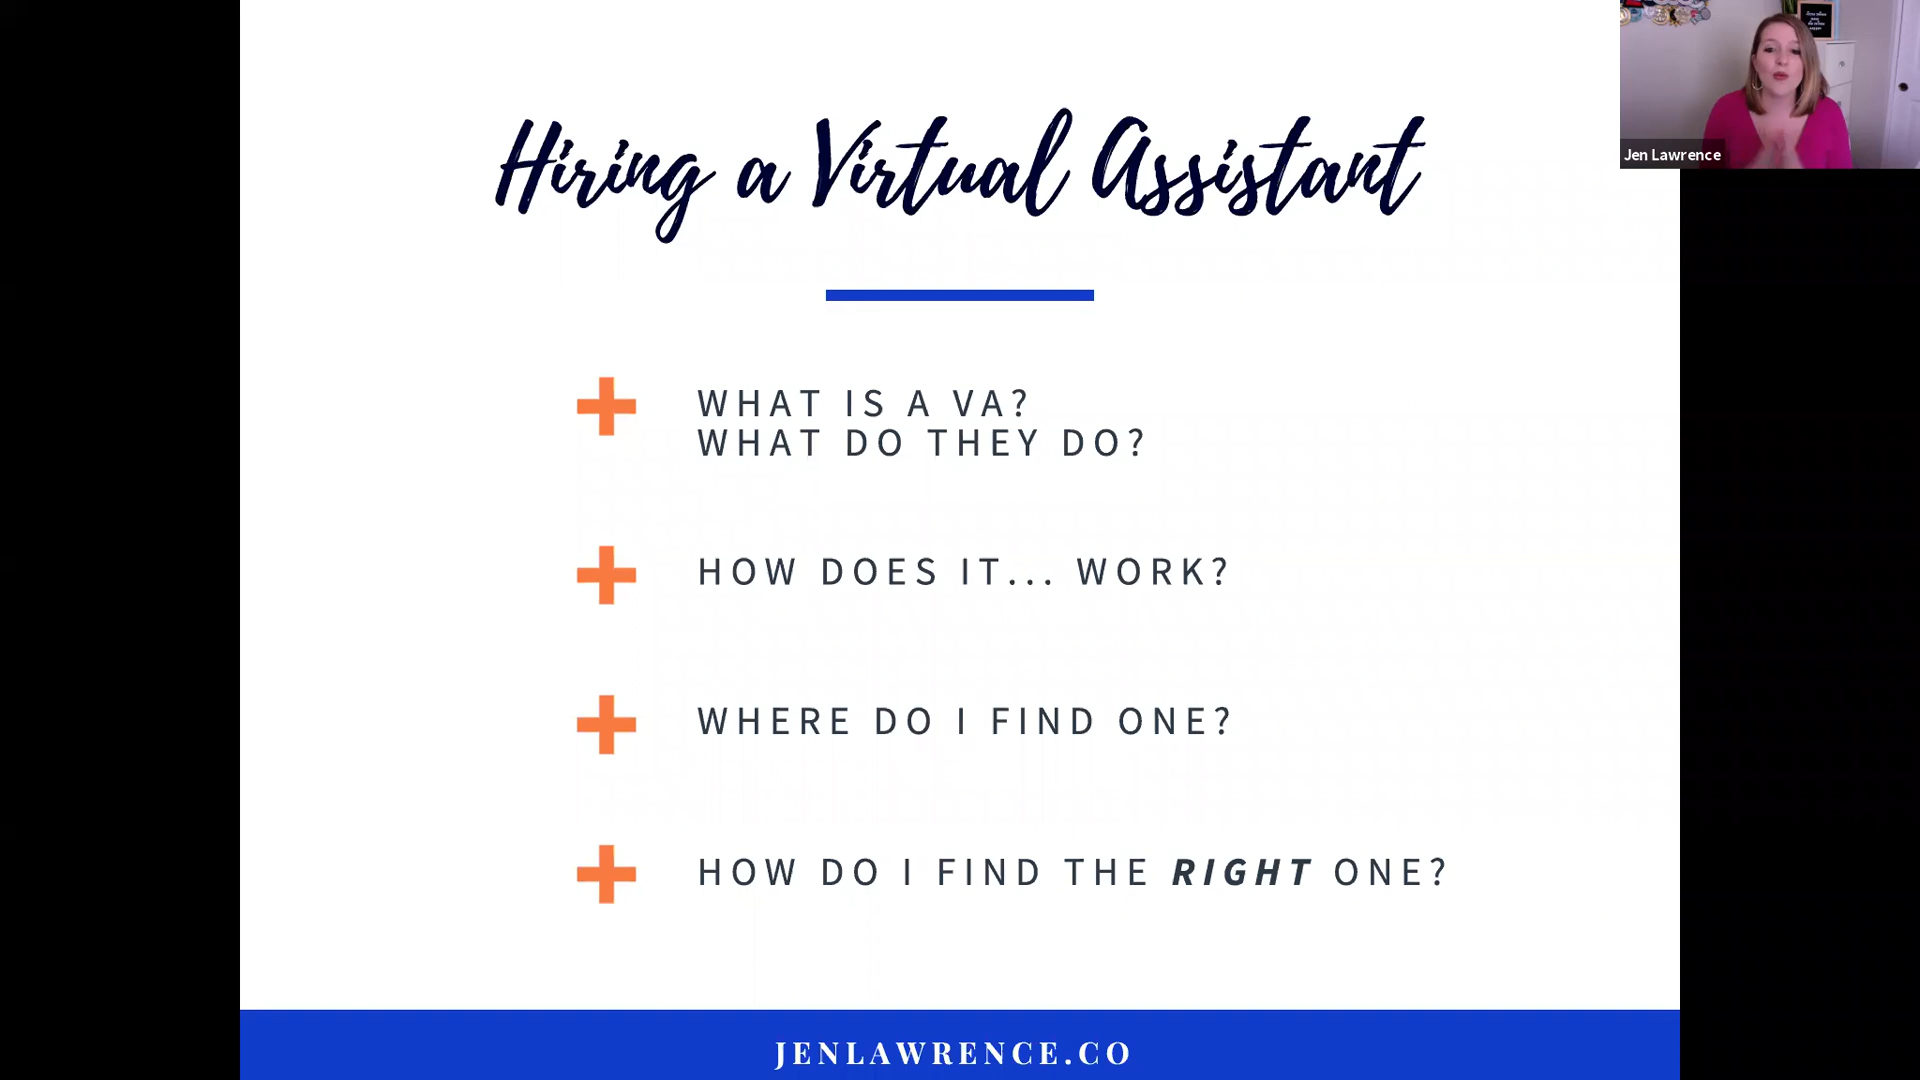 Hiring a Virtual Assistant
Jen Lawrence
WHAT IS A VA?
WHAT DO THEY DO?
HOW DOES IT... WORK?
WHERE DO I FIND ONE?
HOW DO I FIND THE RIGHT ONE?
JENLAWRENCE.CO